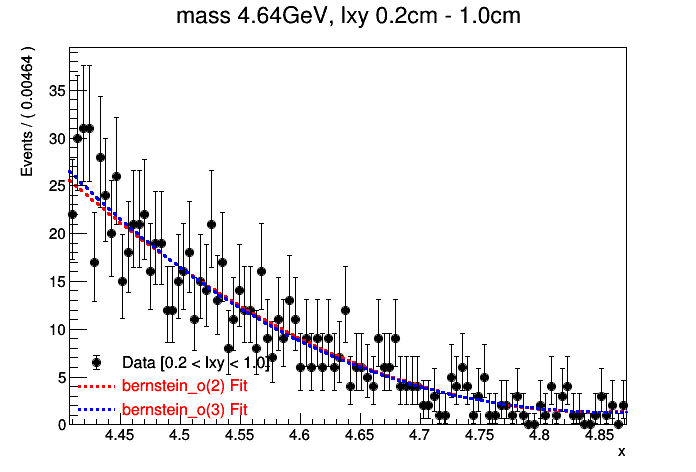 mass 4.64GeV, lxy 0.2cm - 1.0cm
Events / ( 0.00464 )
35
30
25
20
15
10
5
0
Data [0.2 < lxy < 1.0]
bernstein_o(2) Fit
bernstein_o(3) Fit
4.45 4.5 4.55 4.6 4.65 4.7 4.75 4.8 4.85
x